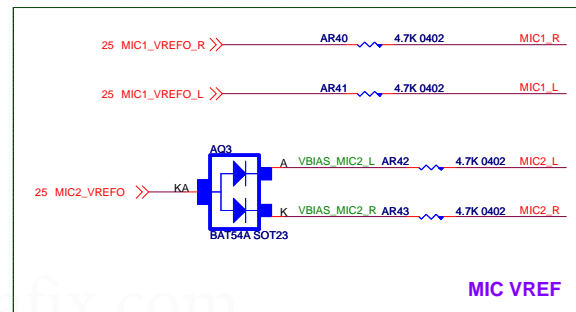 25 MIC1_VREFO_R AR40 4.7K 0402 MIC1_R
25 MIC1_VREFO_L AR41 4.7K 0402 MIC1_L
AQ3
A VBIAS_MIC2_L AR42 4.7K 0402 MIC2_L
25 MIC2_VREFO KA
K VBIAS_MIC2_R AR43 4.7K 0402 MIC2_R
BAT54A SOT23
MIC VREF